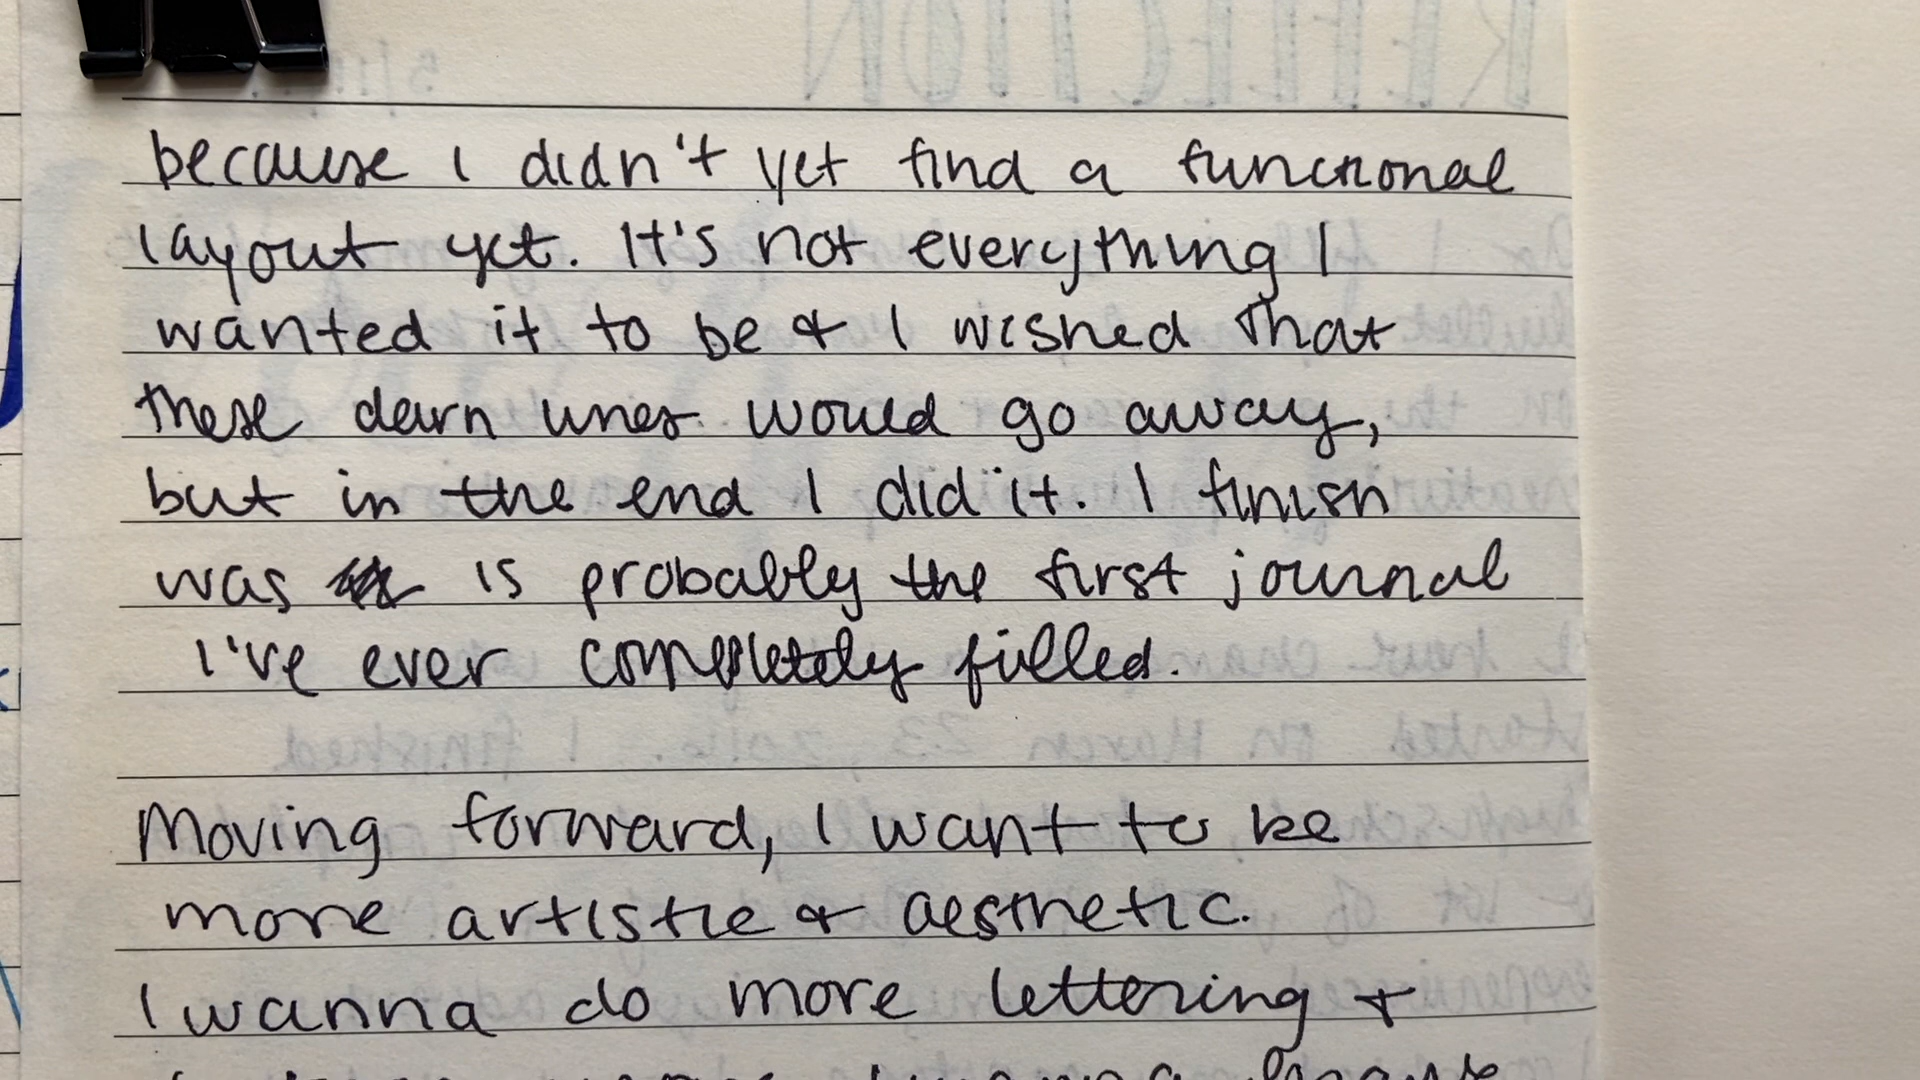 because I didn't yet find a functional
layout yet. It's not everything I
wanted it to be & I wished that
these darn lines would go away,
but in the end I did it. I finish
was is probably the first journal
I've ever completely filled.
Moving forward, I want to be
more artistic & aesthetic.
I wanna do more lettering &